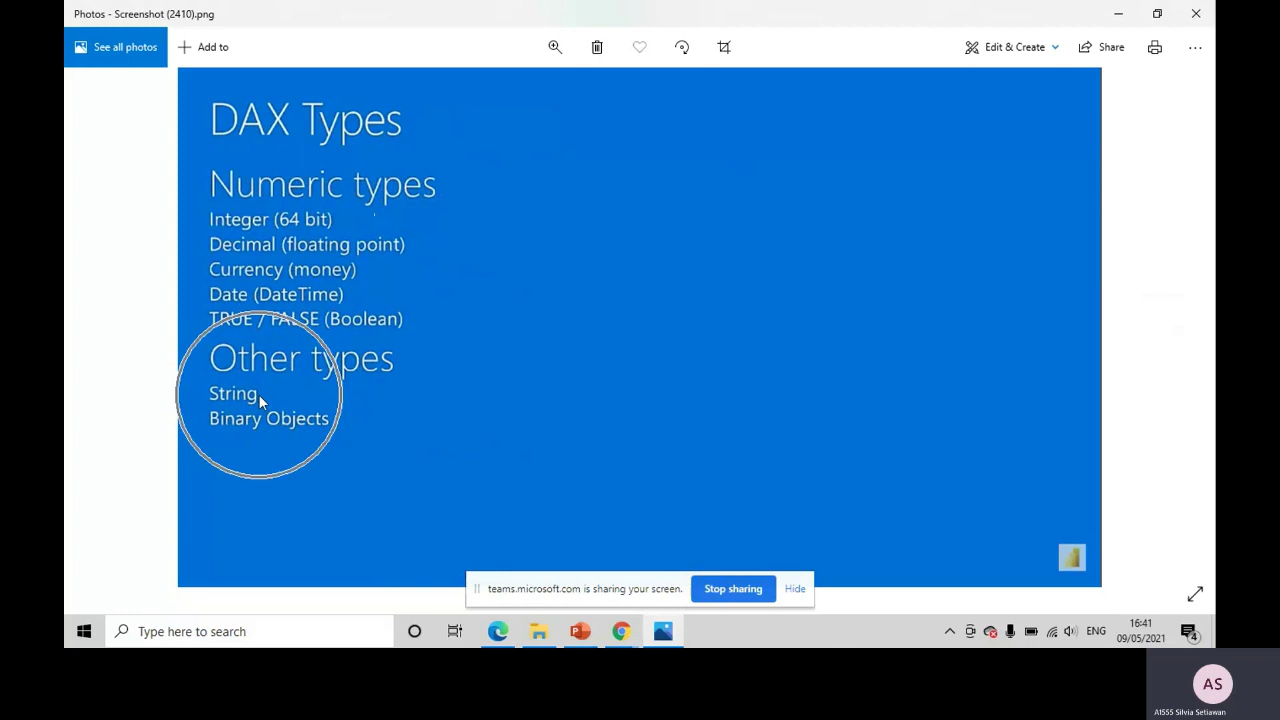 Photos - Screenshot (2410).png
See all photos
Add to
Edit & Create
Share
DAX Types
Numeric types
Integer (64 bit)
Decimal (floating point)
Currency (money)
Date (DateTime)
TRUE / FALSE (Boolean)
Other types
String
Binary Objects
teams.microsoft.com is sharing your screen.
Stop sharing
Hide
Type here to search
ENG
16:41
09/05/2021
4
AS
A1555 Silvia Setiawan